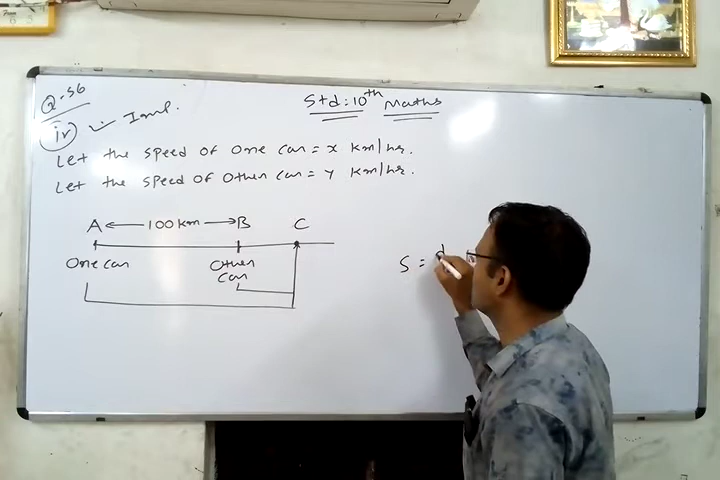 Q-56
Std: 10th Maths
iv) Iml.
Let the speed of one car = x km/hr.
Let the speed of other car = y km/hr.
A 100 km B C
One car Other
Car
S = d